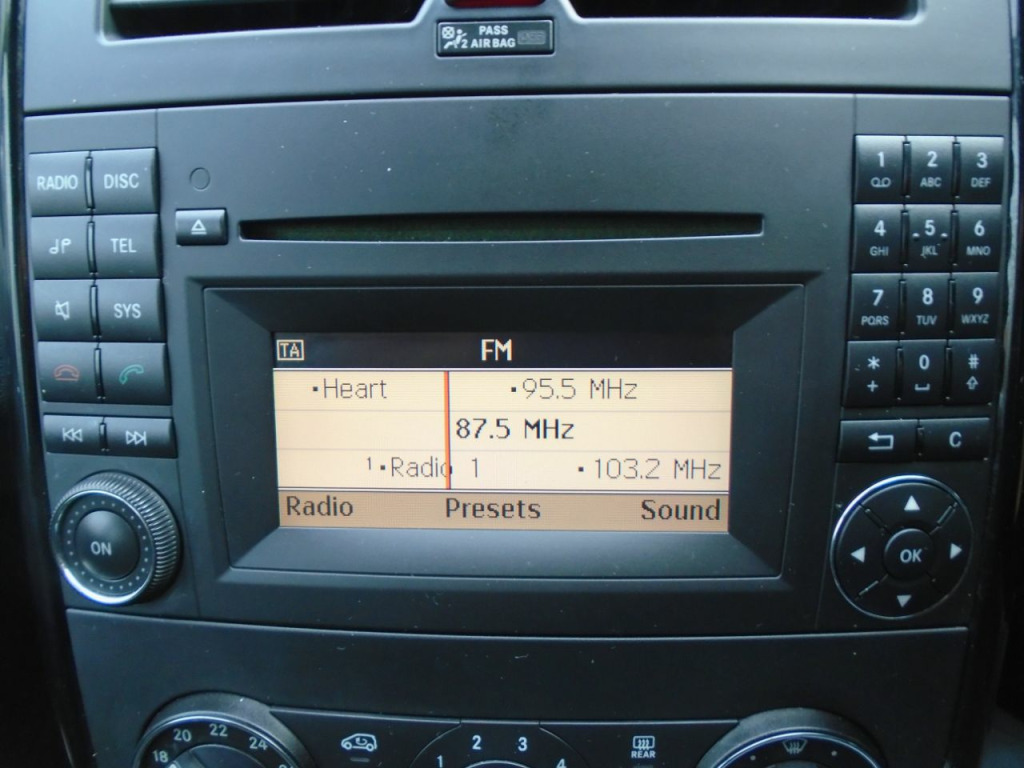 PASS
2 AIR BAG
RADIO DISC
TEL
SYS
ON
TA FM
Heart 95.5 MHz
87.5 MHz
1 Radio 1 103.2 MHz
Radio Presets Sound
1 2 3
ABC DEF
4 5 6
GHI JKL MNO
7 8 9
PQRS TUV WXYZ
* 0 #
+
C
OK
18 20 22 24
1 2 3 4
REAR